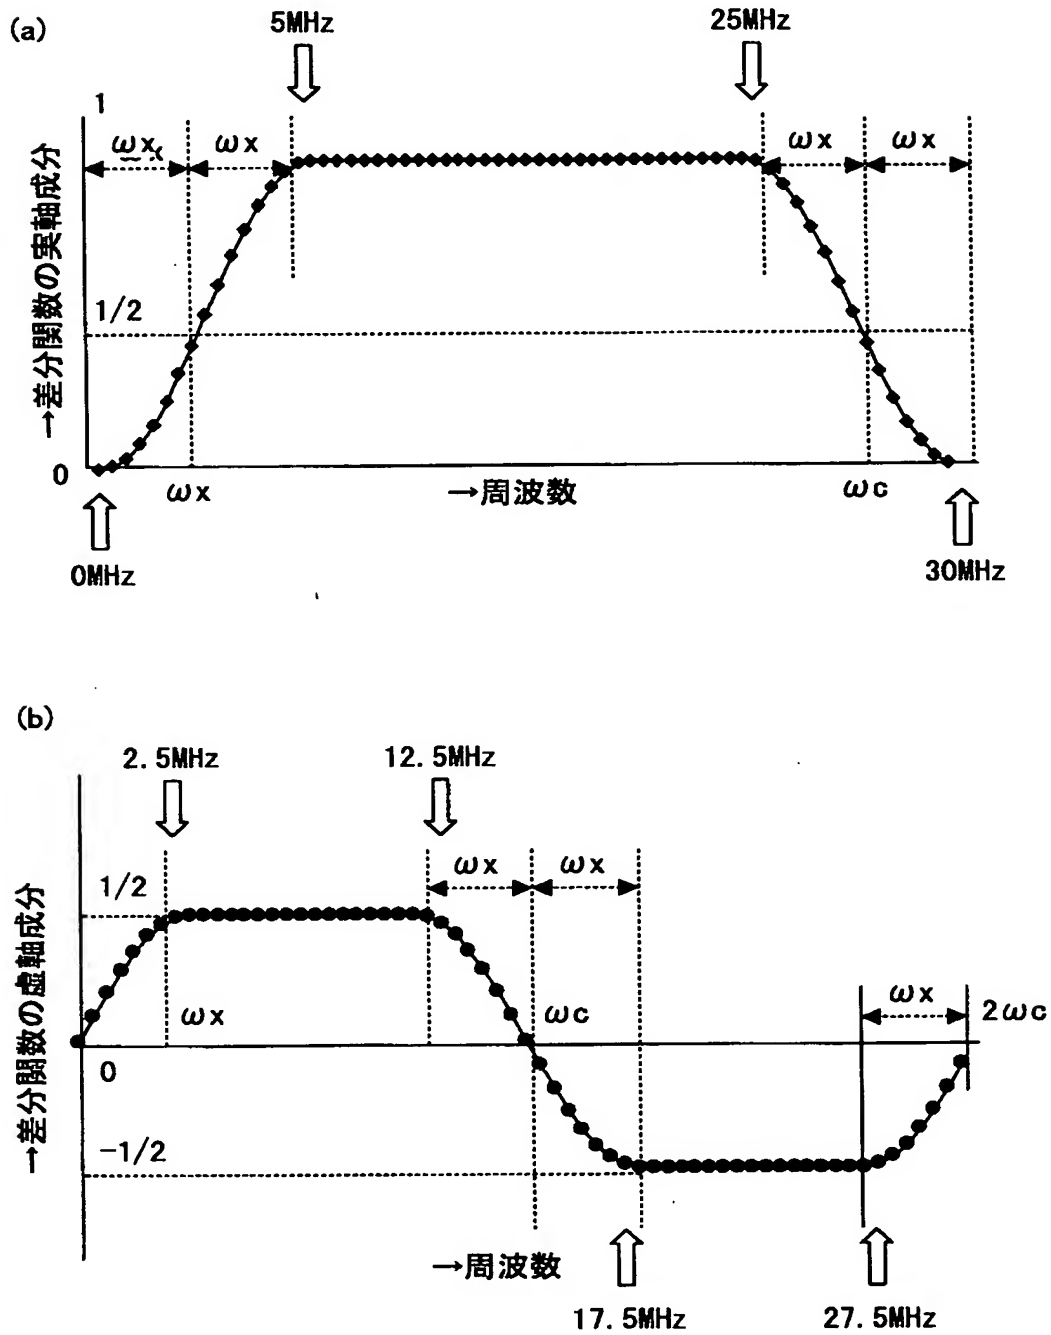 (a)
5MHz
25MHz
1
ωx
ωx
ωx
ωx
→差分関数の実軸成分
1/2
0
ωx
→周波数
ωc
0MHz
30MHz
(b)
2.5MHz
12.5MHz
ωx
ωx
→差分関数の虚軸成分
1/2
ωx
ωc
ωx
2ωc
0
-1/2
→周波数
17.5MHz
27.5MHz